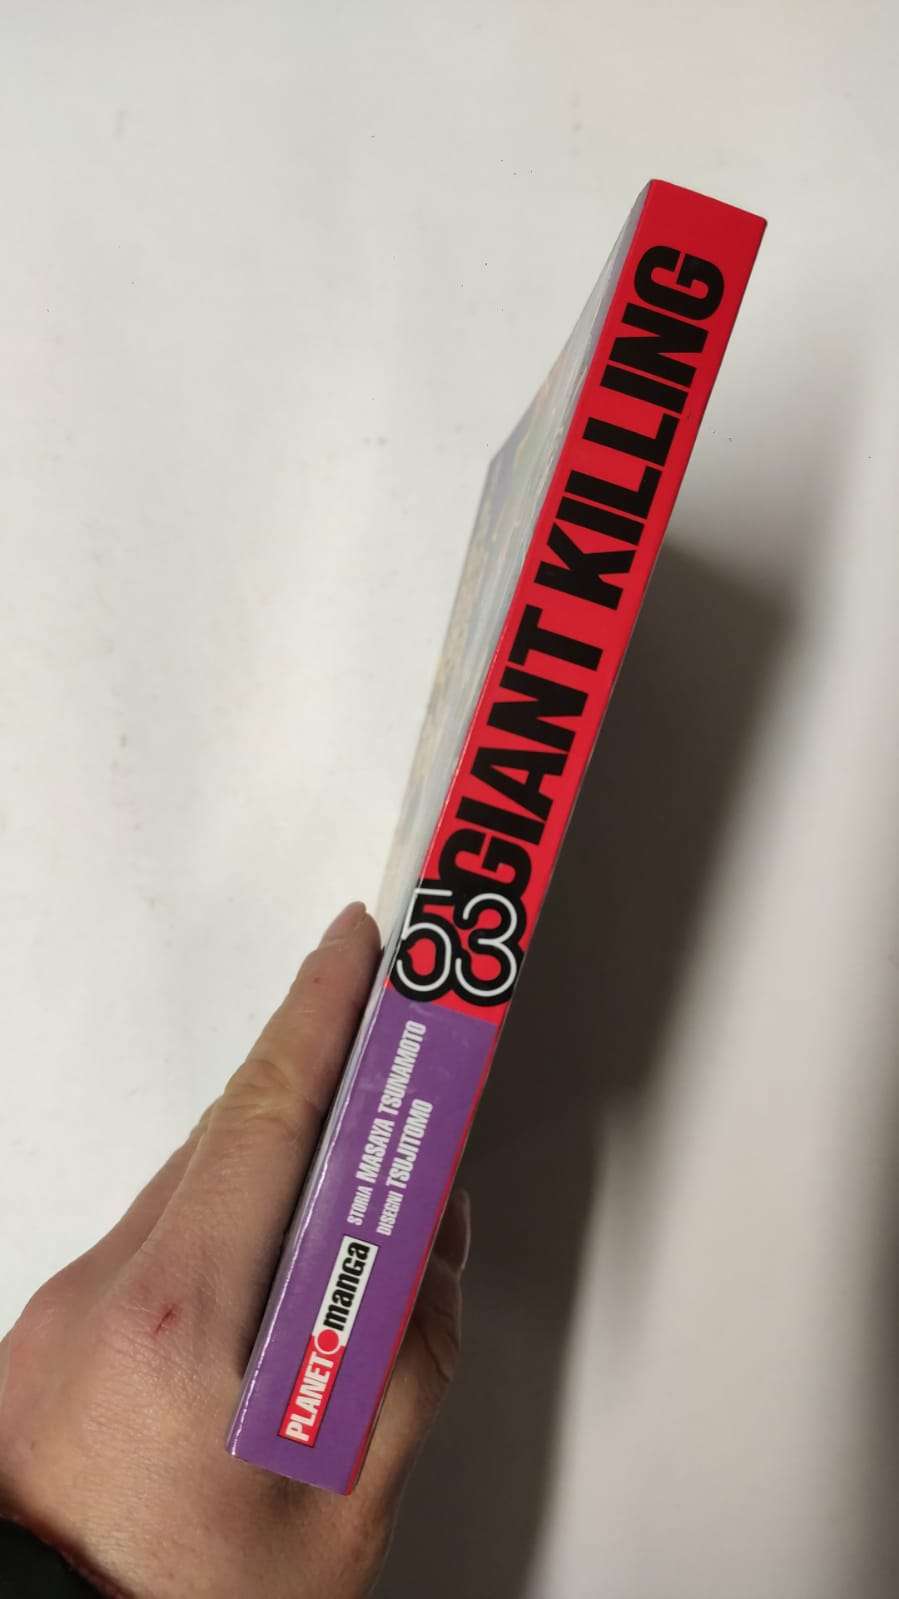 GIANT KILLING
53
STORIA MASAYA TSUNAMOTO
DISEGNI TSUJITOMO
PLANET manga